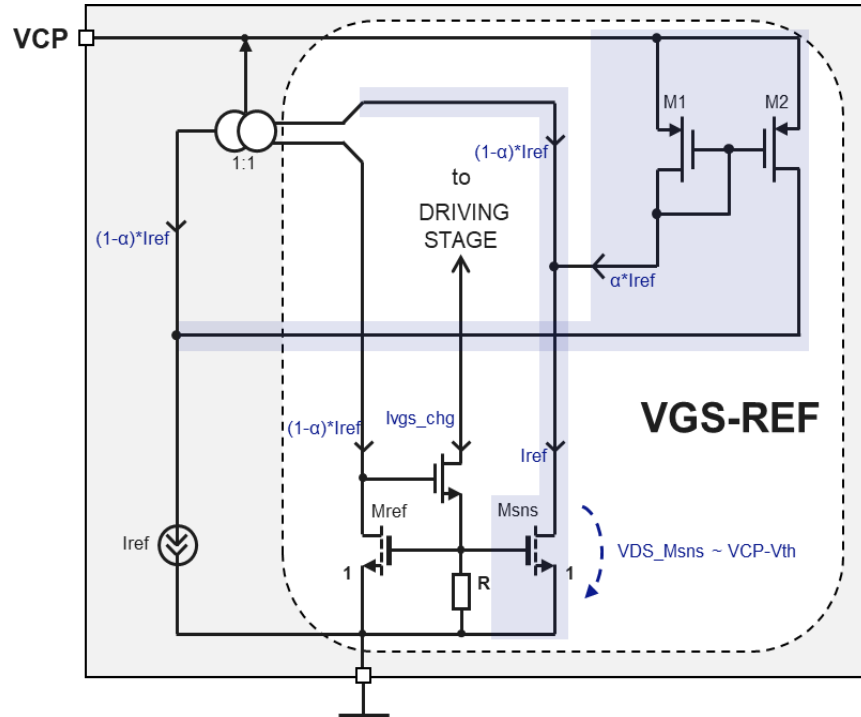 VCP
M1
M2
1:1
(1-α)*Iref
to
DRIVING
STAGE
(1-α)*Iref
α*Iref
VGS-REF
(1-α)*Iref
Ivgs_chg
Iref
Mref
Msns
Iref
VDS_Msns ~ VCP-Vth
1
R
1